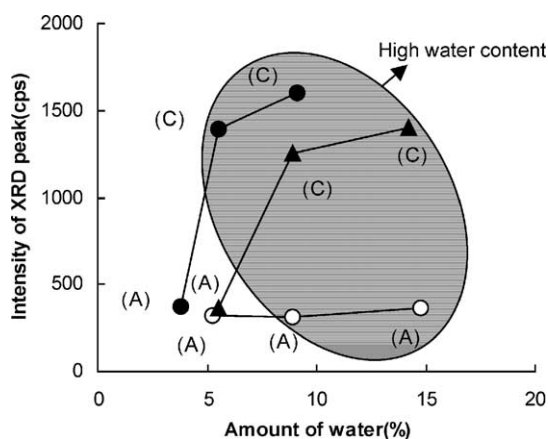 2000
1500
1000
500
0
0
5
10
15
20
Intensity of XRD peak(cps)
Amount of water(%)
High water content
(C)
(C)
(C)
(C)
(A)
(A)
(A)
(A)
(A)